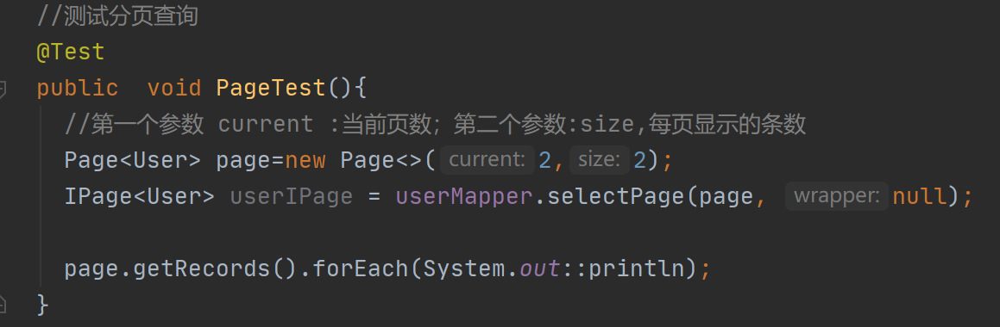 //测试分页查询
@Test
public  void PageTest(){
//第一个参数 current :当前页数; 第二个参数:size,每页显示的条数
Page<User> page=new Page<>( current: 2, size: 2);
IPage<User> userIPage = userMapper.selectPage(page, wrapper: null);
page.getRecords().forEach(System.out::println);
}